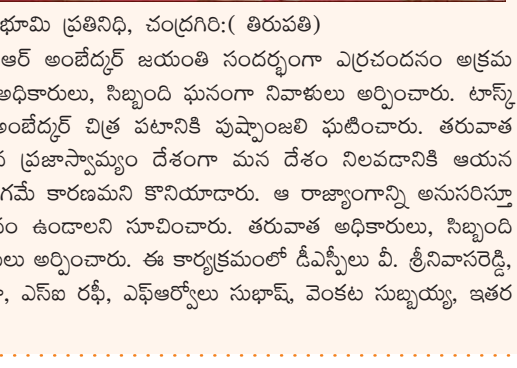 భూమి ప్రతినిధి, చంద్రగిరి:( తిరుపతి)
ఆర్ అంబేద్కర్ జయంతి సందర్భంగా ఎర్రచందనం అక్రమ
అధికారులు, సిబ్బంది ఘనంగా నివాళులు అర్పించారు. టాస్క్
అంబేద్కర్ చిత్ర పటానికి పుష్పాంజలి ఘటించారు. తరువాత
ప్రజాస్వామ్యం దేశంగా మన దేశం నిలవడానికి ఆయన
గమే కారణమని కొనియాడారు. ఆ రాజ్యాంగాన్ని అనుసరిస్తూ
ఉండాలని సూచించారు. తరువాత అధికారులు, సిబ్బంది
లు అర్పించారు. ఈ కార్యక్రమంలో డీఎస్పీలు వీ. శ్రీనివాసరెడ్డి,
ఎస్ఐ రఫీ, ఎఫ్ఆర్వోలు సుభాష్, వెంకట సుబ్బయ్య, ఇతర